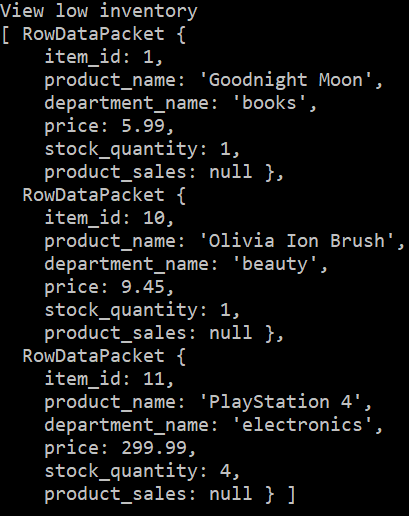 View low inventory
[ RowDataPacket {
    item_id: 1,
    product_name: 'Goodnight Moon',
    department_name: 'books',
    price: 5.99,
    stock_quantity: 1,
    product_sales: null },
  RowDataPacket {
    item_id: 10,
    product_name: 'Olivia Ion Brush',
    department_name: 'beauty',
    price: 9.45,
    stock_quantity: 1,
    product_sales: null },
  RowDataPacket {
    item_id: 11,
    product_name: 'PlayStation 4',
    department_name: 'electronics',
    price: 299.99,
    stock_quantity: 4,
    product_sales: null } ]